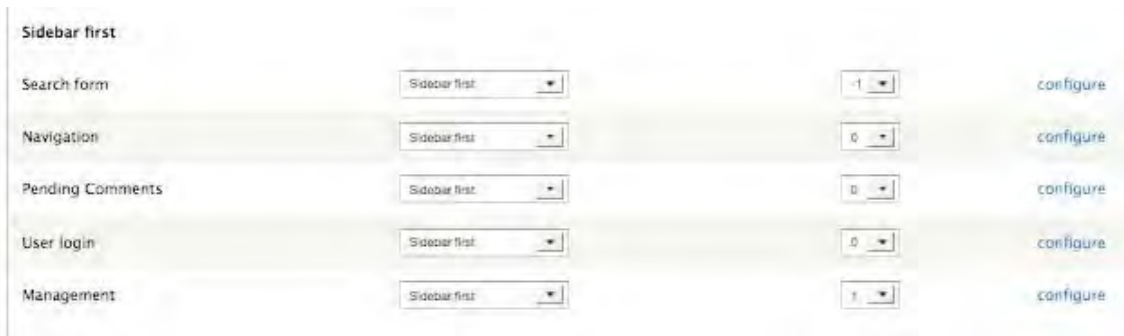 Sidebar first
Search form Sidebar first -1 configure
Navigation Sidebar first 0 configure
Pending Comments Sidebar first 0 configure
User login Sidebar first 0 configure
Management Sidebar first 1 configure